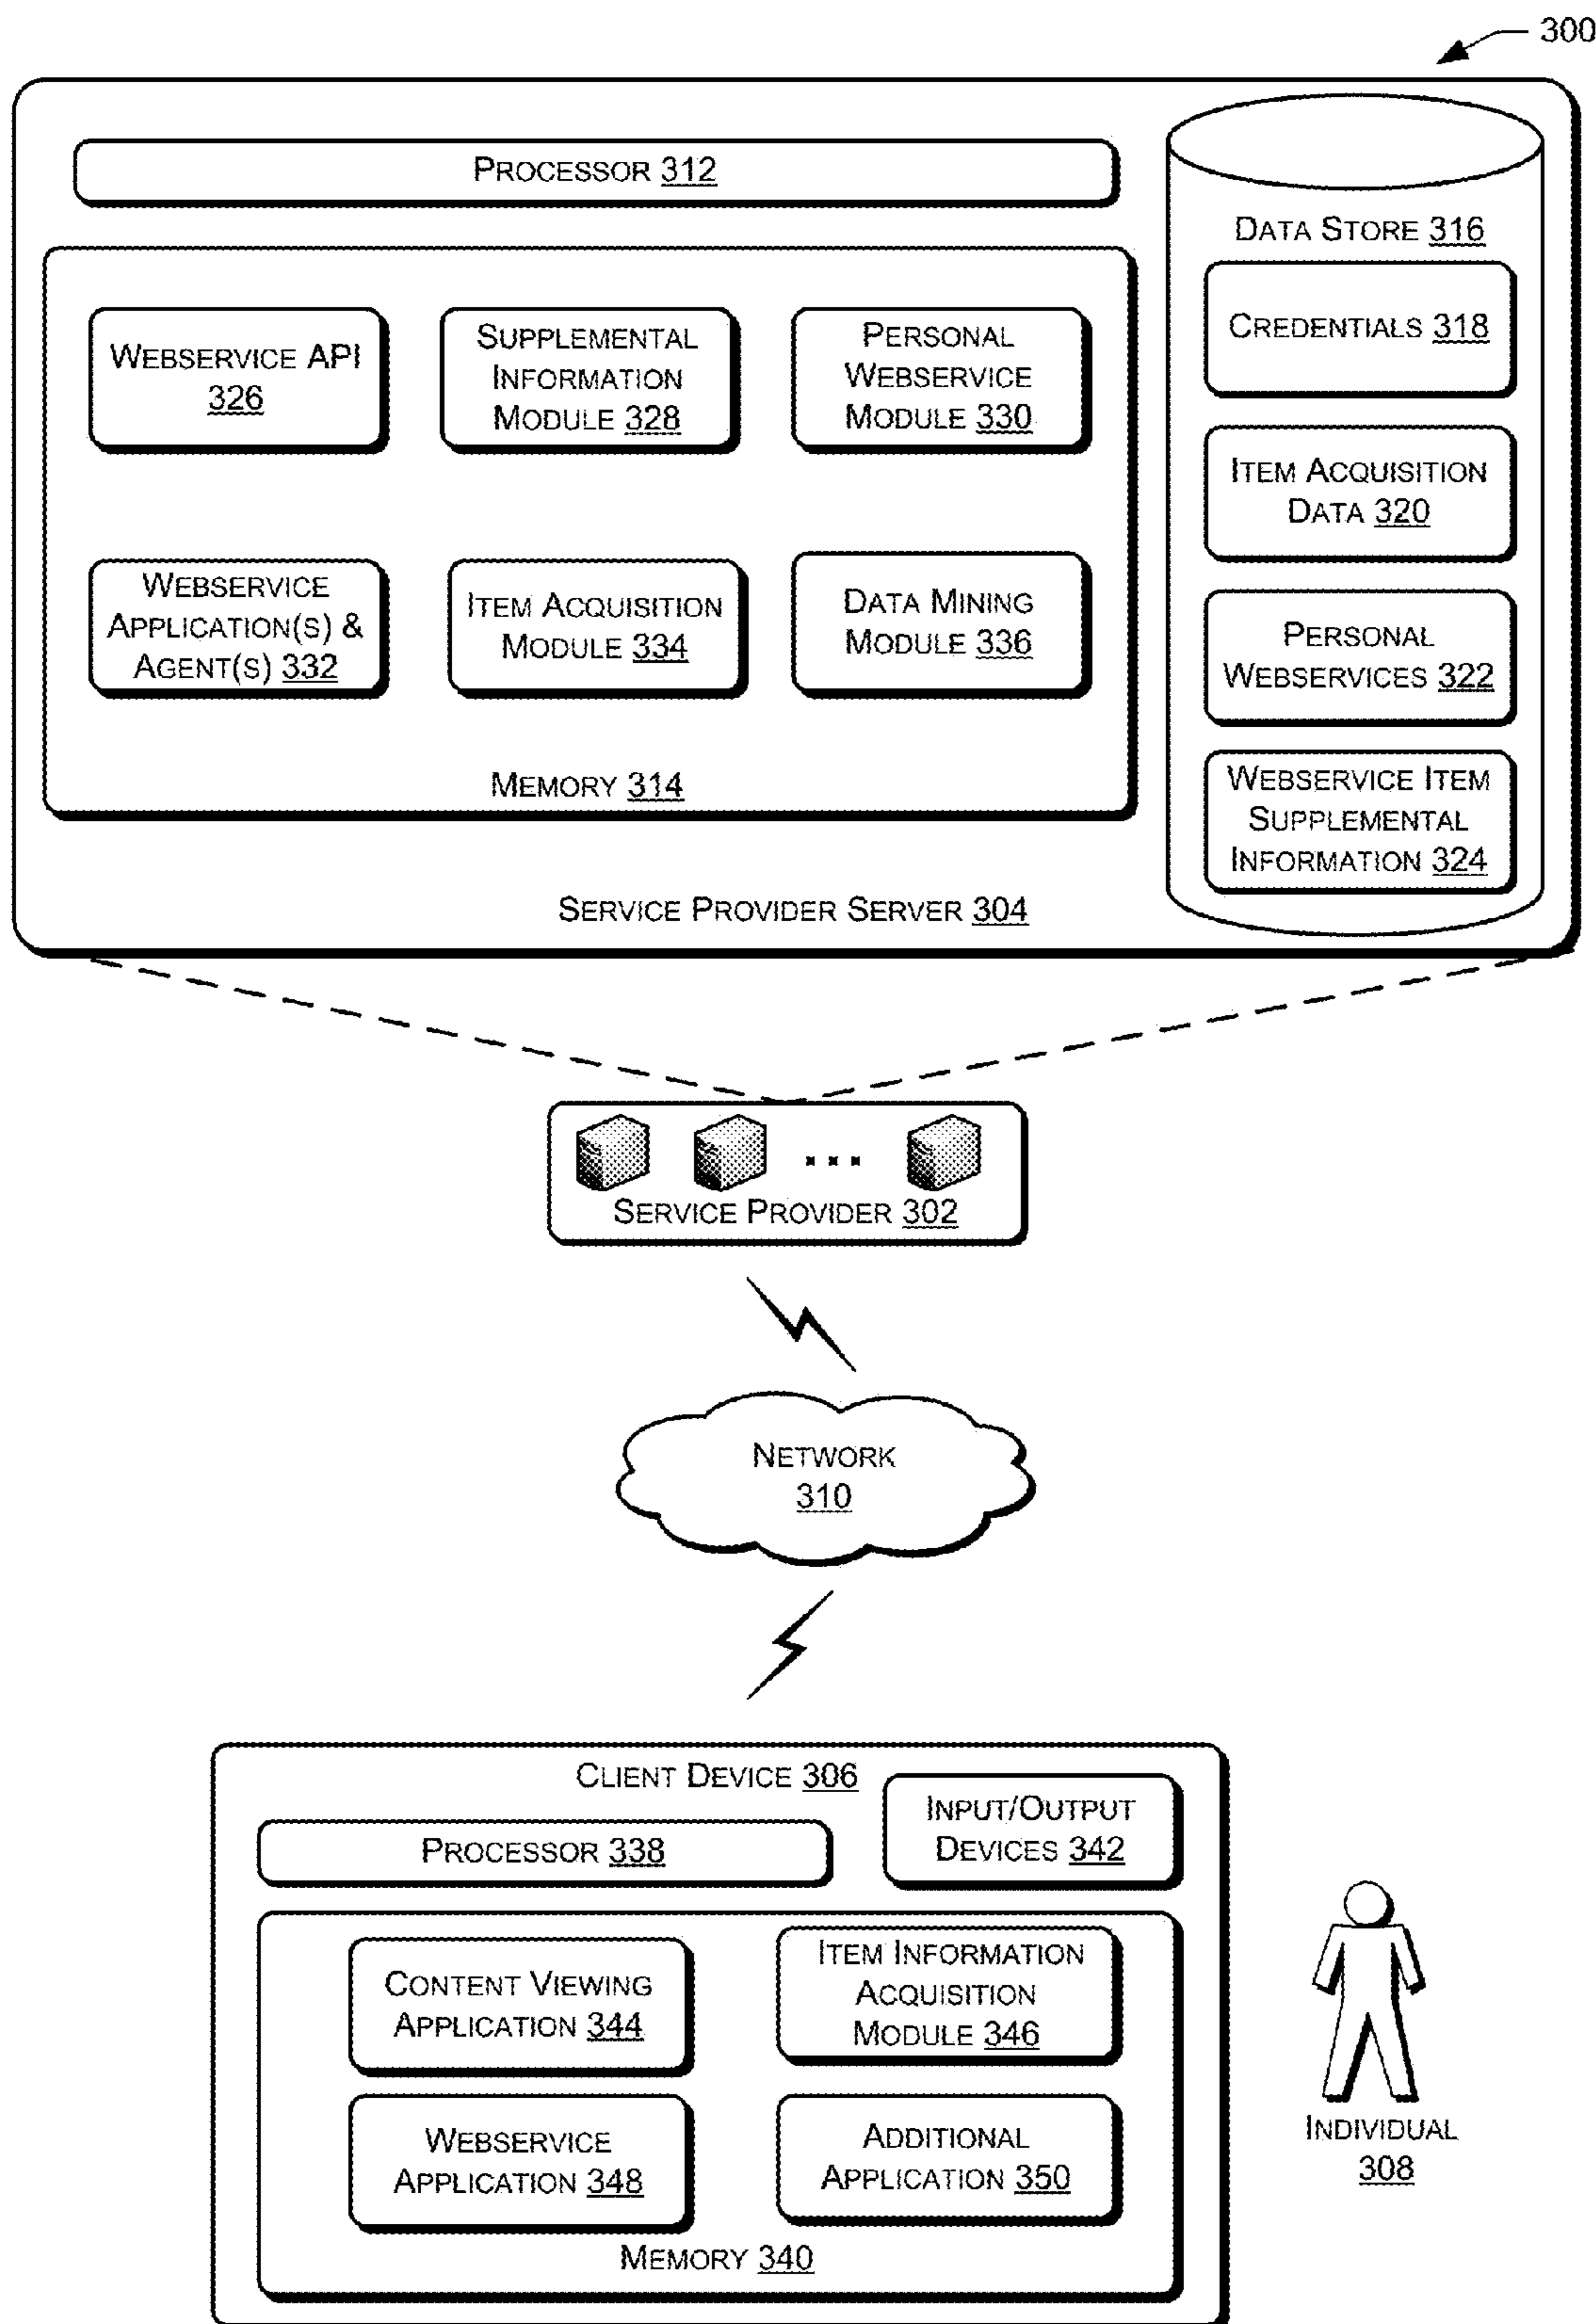 300
PROCESSOR 312
DATA STORE 316
CREDENTIALS 318
ITEM ACQUISITION
DATA 320
PERSONAL
WEBSERVICES 322
WEBSERVICE ITEM
SUPPLEMENTAL
INFORMATION 324
WEBSERVICE API
326
SUPPLEMENTAL
INFORMATION
MODULE 328
PERSONAL
WEBSERVICE
MODULE 330
WEBSERVICE
APPLICATION(S) &
AGENT(S) 332
ITEM ACQUISITION
MODULE 334
DATA MINING
MODULE 336
MEMORY 314
SERVICE PROVIDER SERVER 304
...
SERVICE PROVIDER 302
NETWORK
310
CLIENT DEVICE 306
PROCESSOR 338
INPUT/OUTPUT
DEVICES 342
CONTENT VIEWING
APPLICATION 344
ITEM INFORMATION
ACQUISITION
MODULE 346
WEBSERVICE
APPLICATION 348
ADDITIONAL
APPLICATION 350
MEMORY 340
INDIVIDUAL
308